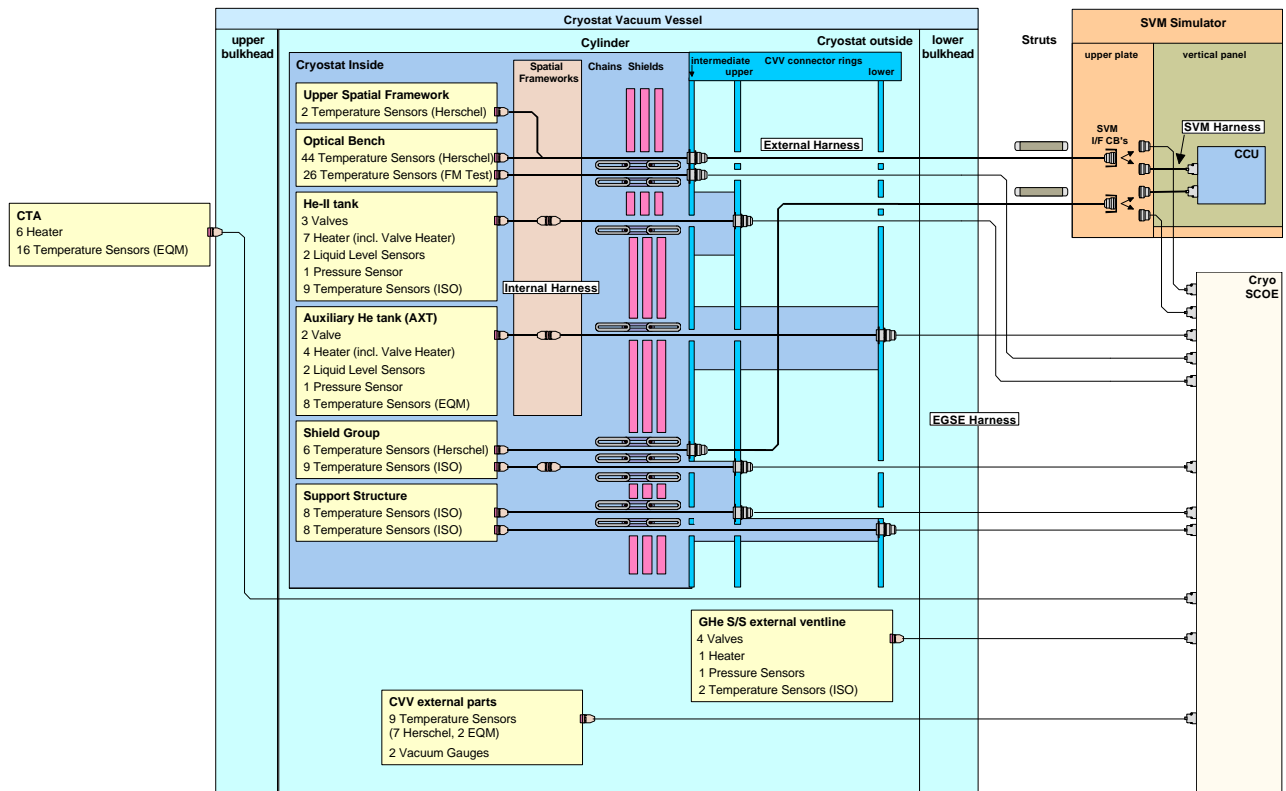 Cryostat Vacuum Vessel
upper
bulkhead
Cylinder
Cryostat outside
lower
bulkhead
Struts
SVM Simulator
upper plate
vertical panel
Cryostat Inside
Spatial
Frameworks
Chains
Shields
intermediate
upper
CVV connector rings
lower
Upper Spatial Framework
2 Temperature Sensors (Herschel)
Optical Bench
44 Temperature Sensors (Herschel)
26 Temperature Sensors (FM Test)
External Harness
SVM
I/F CB's
SVM Harness
CCU
He-II tank
3 Valves
7 Heater (incl. Valve Heater)
2 Liquid Level Sensors
1 Pressure Sensor
9 Temperature Sensors (ISO)
Internal Harness
CTA
6 Heater
16 Temperature Sensors (EQM)
Cryo
SCOE
Auxiliary He tank (AXT)
2 Valve
4 Heater (incl. Valve Heater)
2 Liquid Level Sensors
1 Pressure Sensor
8 Temperature Sensors (EQM)
EGSE Harness
Shield Group
6 Temperature Sensors (Herschel)
9 Temperature Sensors (ISO)
Support Structure
8 Temperature Sensors (ISO)
8 Temperature Sensors (ISO)
GHe S/S external ventline
4 Valves
1 Heater
1 Pressure Sensors
2 Temperature Sensors (ISO)
CVV external parts
9 Temperature Sensors
(7 Herschel, 2 EQM)
2 Vacuum Gauges